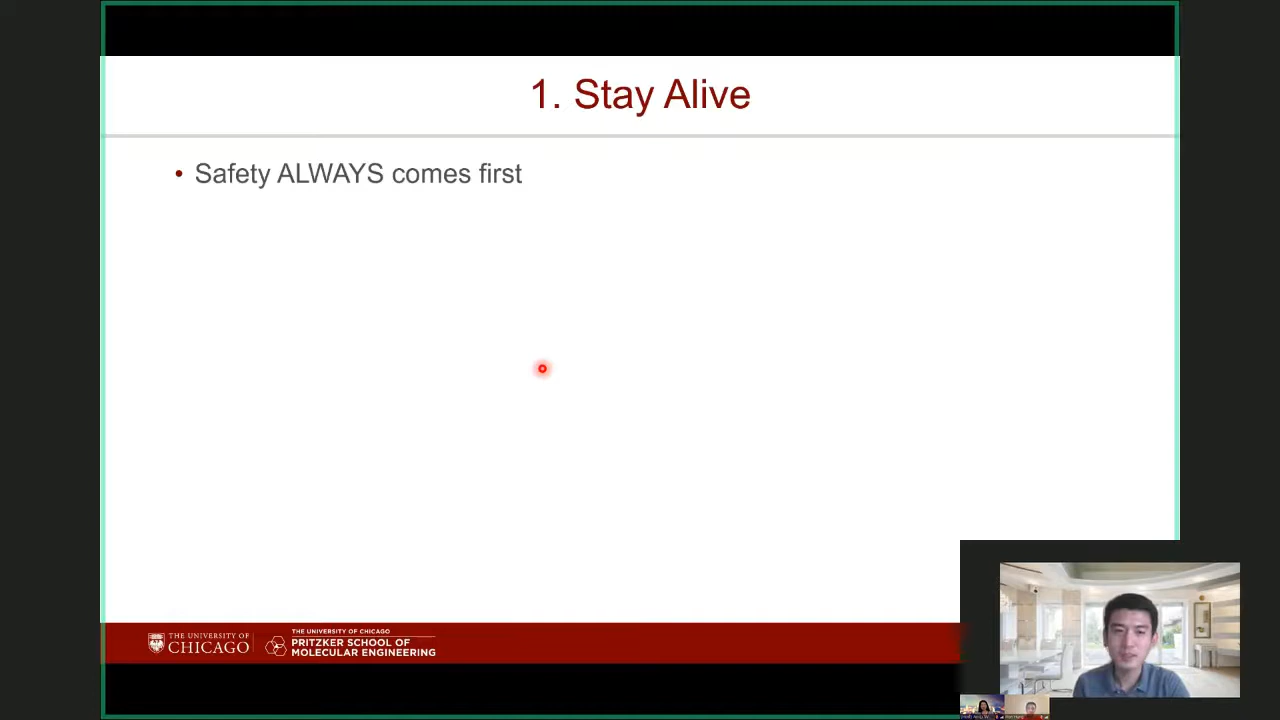 1. Stay Alive
• Safety ALWAYS comes first
THE UNIVERSITY OF
CHICAGO
THE UNIVERSITY OF CHICAGO
PRITZKER SCHOOL OF
MOLECULAR ENGINEERING